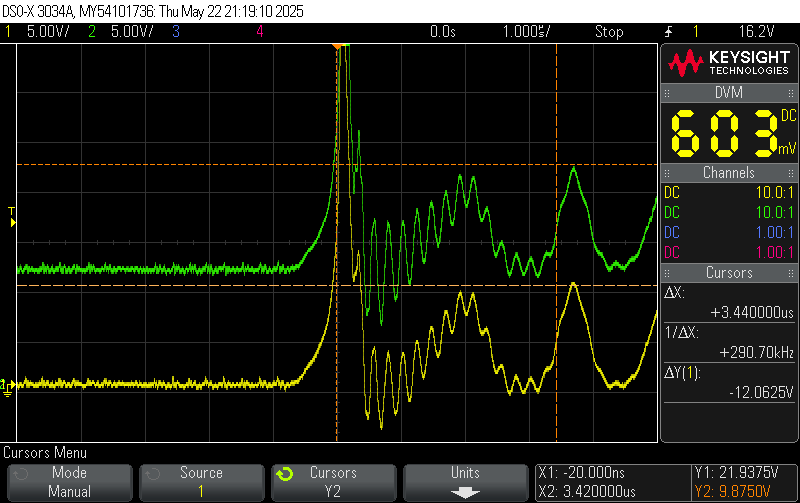 DSO-X 3034A, MY54101736: Thu May 22 21:19:10 2025
1 5.00V/ 2 5.00V/ 3 4 0.0s 1.000us/ Stop 1 16.2V
KEYSIGHT
TECHNOLOGIES
DVM
603
DC
mV
Channels
DC 10.0:1
DC 10.0:1
DC 1.00:1
DC 1.00:1
Cursors
ΔX:
+3.440000us
1/ΔX:
+290.70kHz
ΔY(1):
-12.0625V
T
2
Cursors Menu
Mode
Manual
Source
1
Cursors
Y2
Units
X1: -20.000ns
X2: 3.420000us
Y1: 21.9375V
Y2: 9.8750V